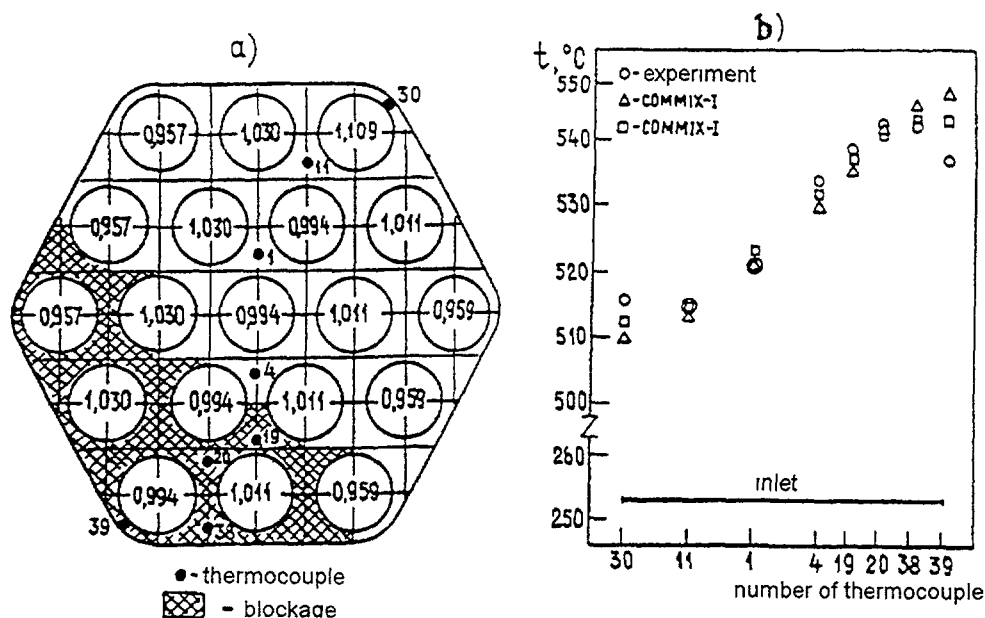 a)
30
0,957 1,030 1,109
11
0,957 1,030 0,994 1,011
1
0,957 1,030 0,994 1,011 0,959
4
1,030 0,994 1,011 0,959
19
20
0,994 1,011 0,959
39
38
● - thermocouple
- blockage
b)
t, °C
○ - experiment
△ - COMMIX-I
□ - COMMIX-I
550
540
530
520
510
500
260
250
inlet
30 11 1 4 19 20 38 39
number of thermocouple